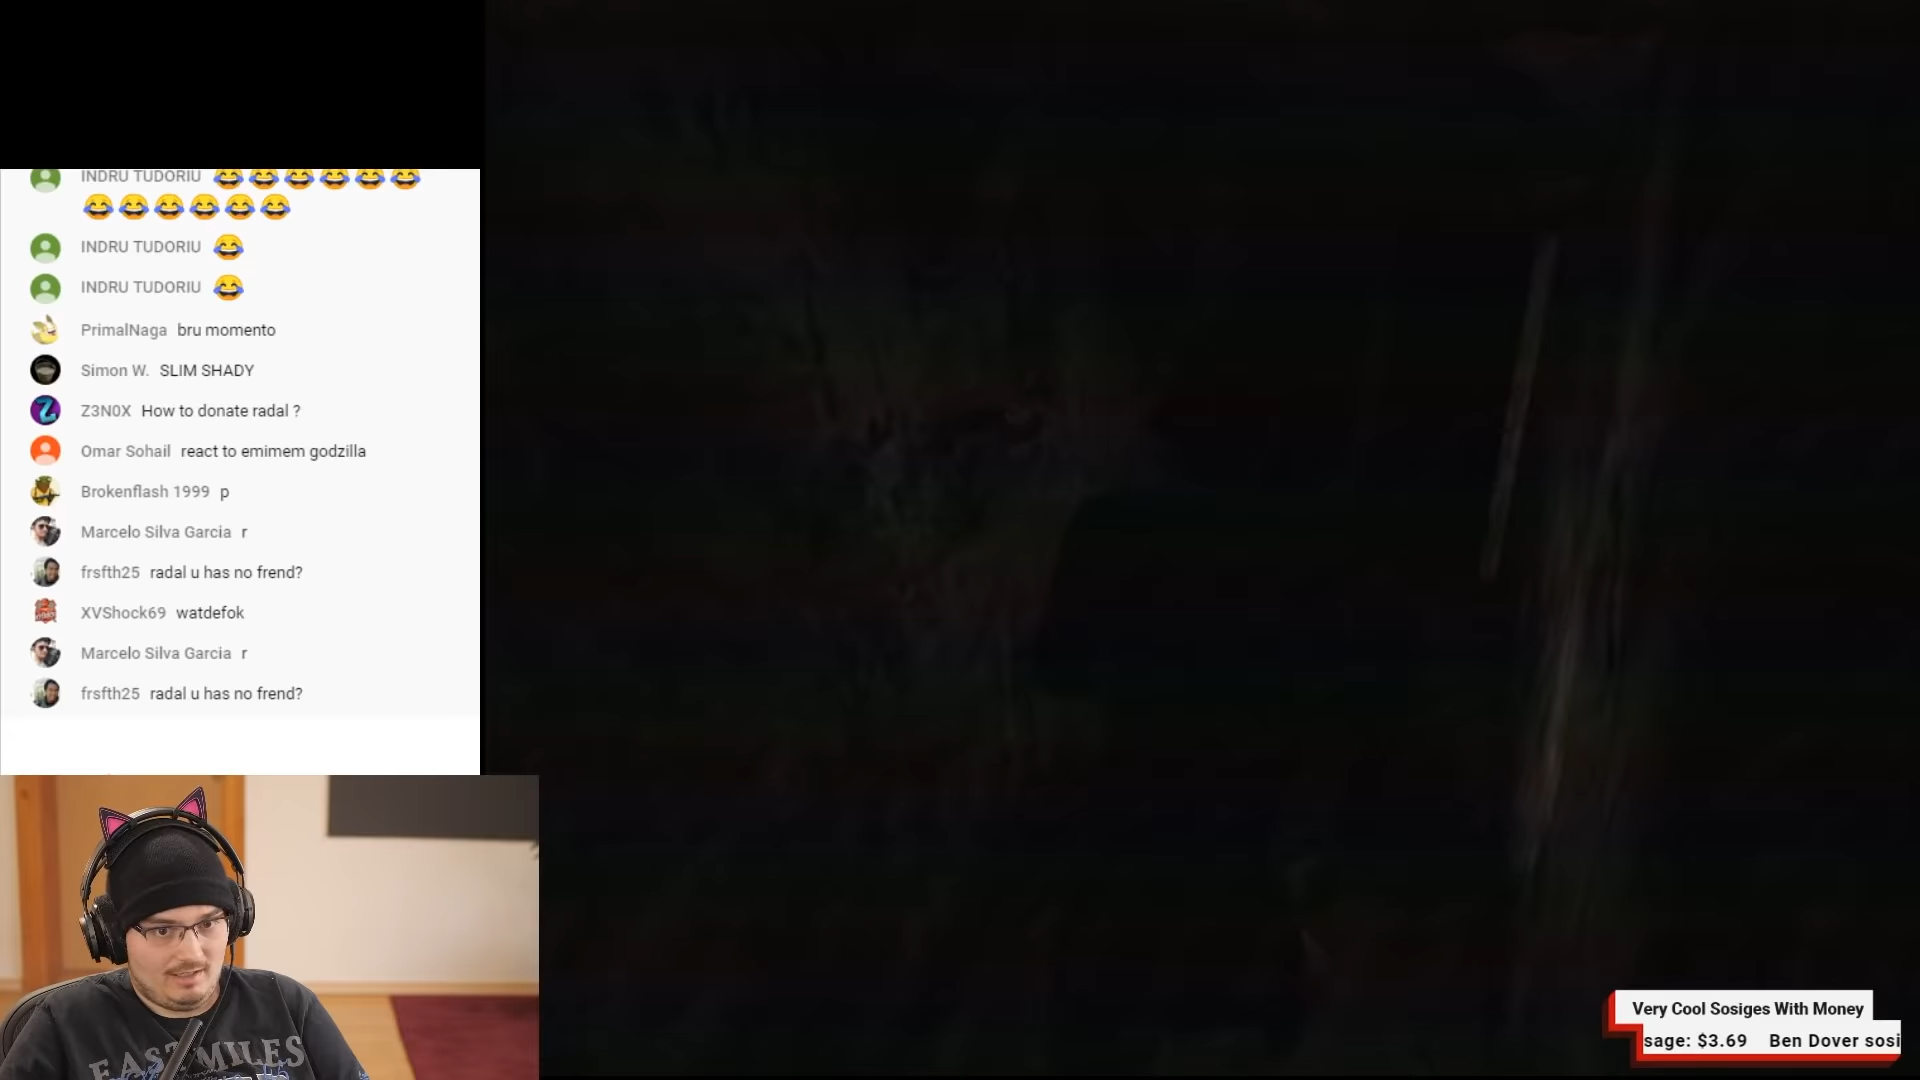 INDRU TUDORIU 😂😂😂😂😂😂
😂😂😂😂😂😂
INDRU TUDORIU 😂
INDRU TUDORIU 😂
PrimalNaga bru momento
Simon W. SLIM SHADY
Z3N0X How to donate radal ?
Omar Sohail react to emimem godzilla
Brokenflash 1999 p
Marcelo Silva Garcia r
frsfth25 radal u has no frend?
XVShock69 watdefok
Marcelo Silva Garcia r
frsfth25 radal u has no frend?
EAST MILES
Very Cool Sosiges With Money
sage: $3.69 Ben Dover sosi